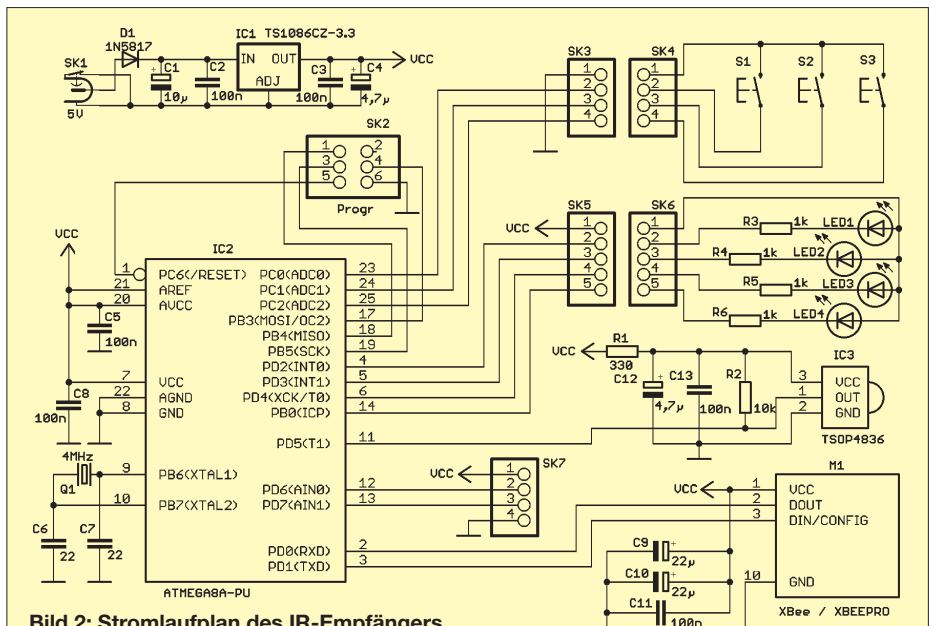 D1
1N5817
IC1 TS1086CZ-3.3
SK1
IN OUT
ADJ
C1
10µ
C2
100n
C3
100n
C4
4,7µ
VCC
5V
SK2
1 2
3 4
5 6
Progr
SK3
1
2
3
4
SK4
1
2
3
4
S1 S2 S3
SK5
VCC
1
2
3
4
5
SK6
1
2
3
4
5
R3 1k LED1
R4 1k LED2
R5 1k LED3
R6 1k LED4
VCC
IC2
1 PC6(/RESET) PC0(ADC0) 23
21 AREF PC1(ADC1) 24
20 AVCC PC2(ADC2) 25
PB3(MOSI/OC2) 17
PB4(MISO) 18
PB5(SCK) 19
PD2(INT0) 4
7 VCC PD3(INT1) 5
22 AGND PD4(XCK/T0) 6
8 GND PB0(ICP) 14
PD5(T1) 11
9 PB6(XTAL1) PD6(AIN0) 12
10 PB7(XTAL2) PD7(AIN1) 13
PD0(RXD) 2
PD1(TXD) 3
ATMEGA8A-PU
C5
100n
C8
100n
4MHz
Q1
C6
22
C7
22
VCC
R1
330
C12
4,7µ
C13
100n
R2
10k
IC3
3 VCC
1 OUT
2 GND
TSOP4836
SK7
VCC
1
2
3
4
M1
VCC
1 VCC
2 DOUT
3 DIN/CONFIG
10 GND
XBee / XBEEPRO
C9
22µ
C10
22µ
C11
100n
Bild 2: Stromlaufplan des IR-Empfängers